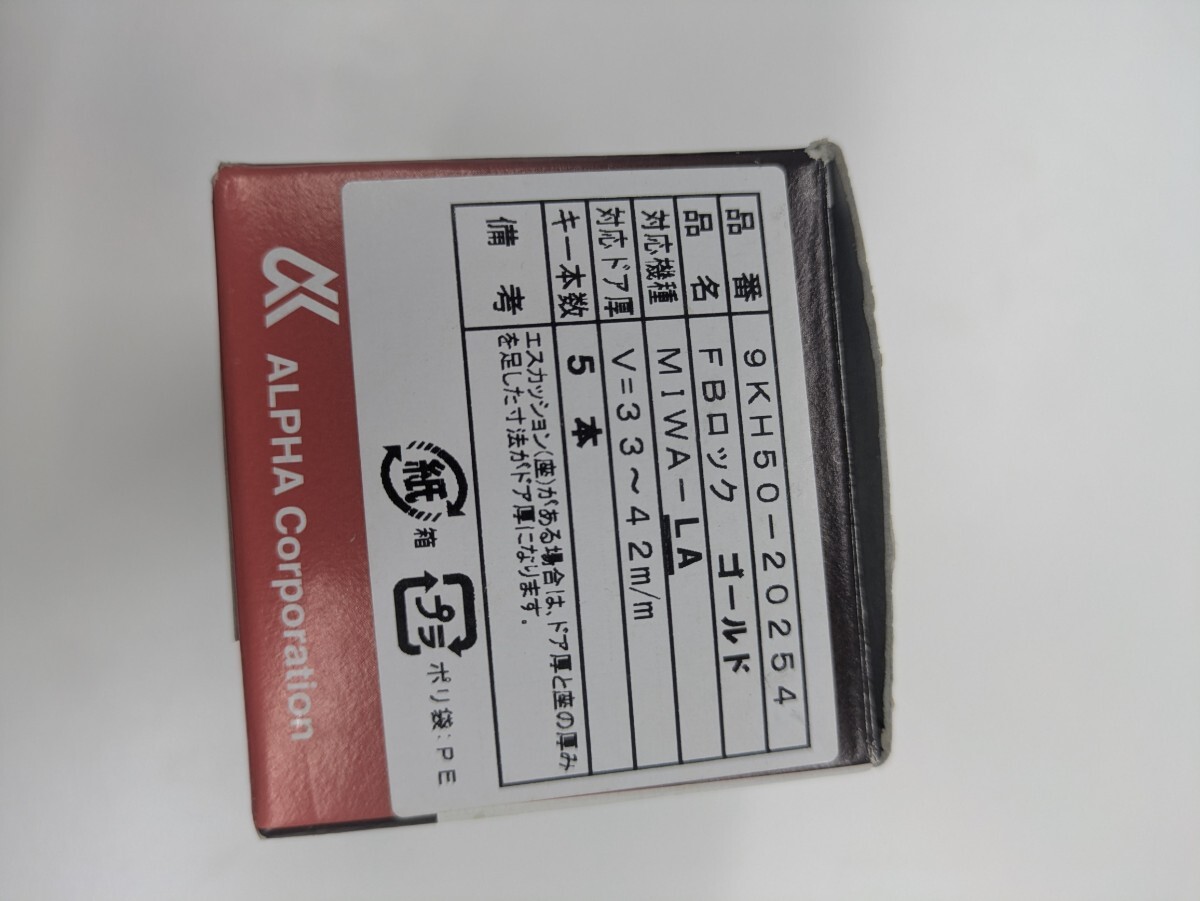 品番 9KH50-20254
品名 FBロック ゴールド
対応機種 MIWA-LA
対応ドア厚 V=33~42m/m
キー本数 5 本
備考 エスカッション(座)がある場合は、ドア厚と座の厚み
を足した寸法がドア厚になります。
紙 箱 プラ ポリ袋:PE
ALPHA Corporation